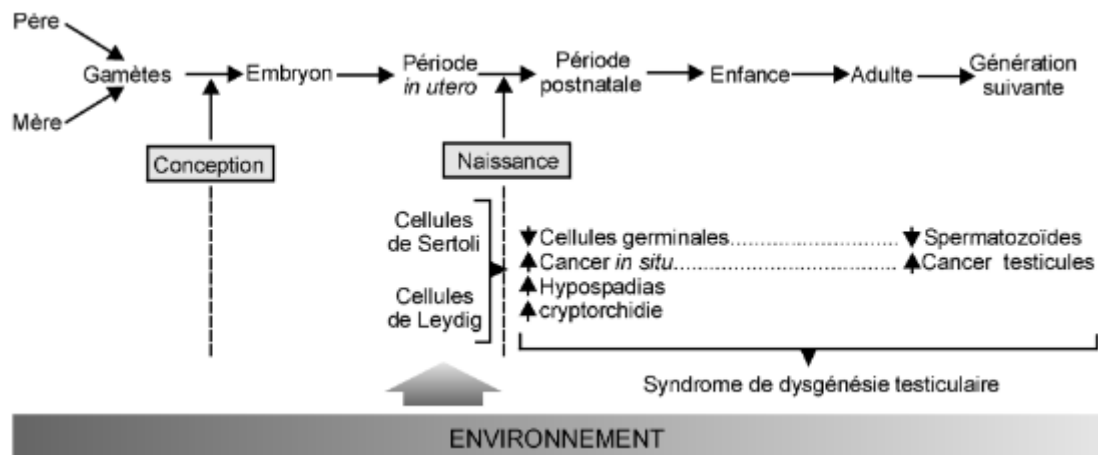 Père
Gamètes
Mère
Embryon
Période
in utero
Période
postnatale
Enfance
Adulte
Génération
suivante
Conception
Naissance
Cellules
de Sertoli
Cellules
de Leydig
Cellules germinales
Spermatozoïdes
Cancer in situ
Cancer testicules
Hypospadias
cryptorchidie
Syndrome de dysgénésie testiculaire
ENVIRONNEMENT